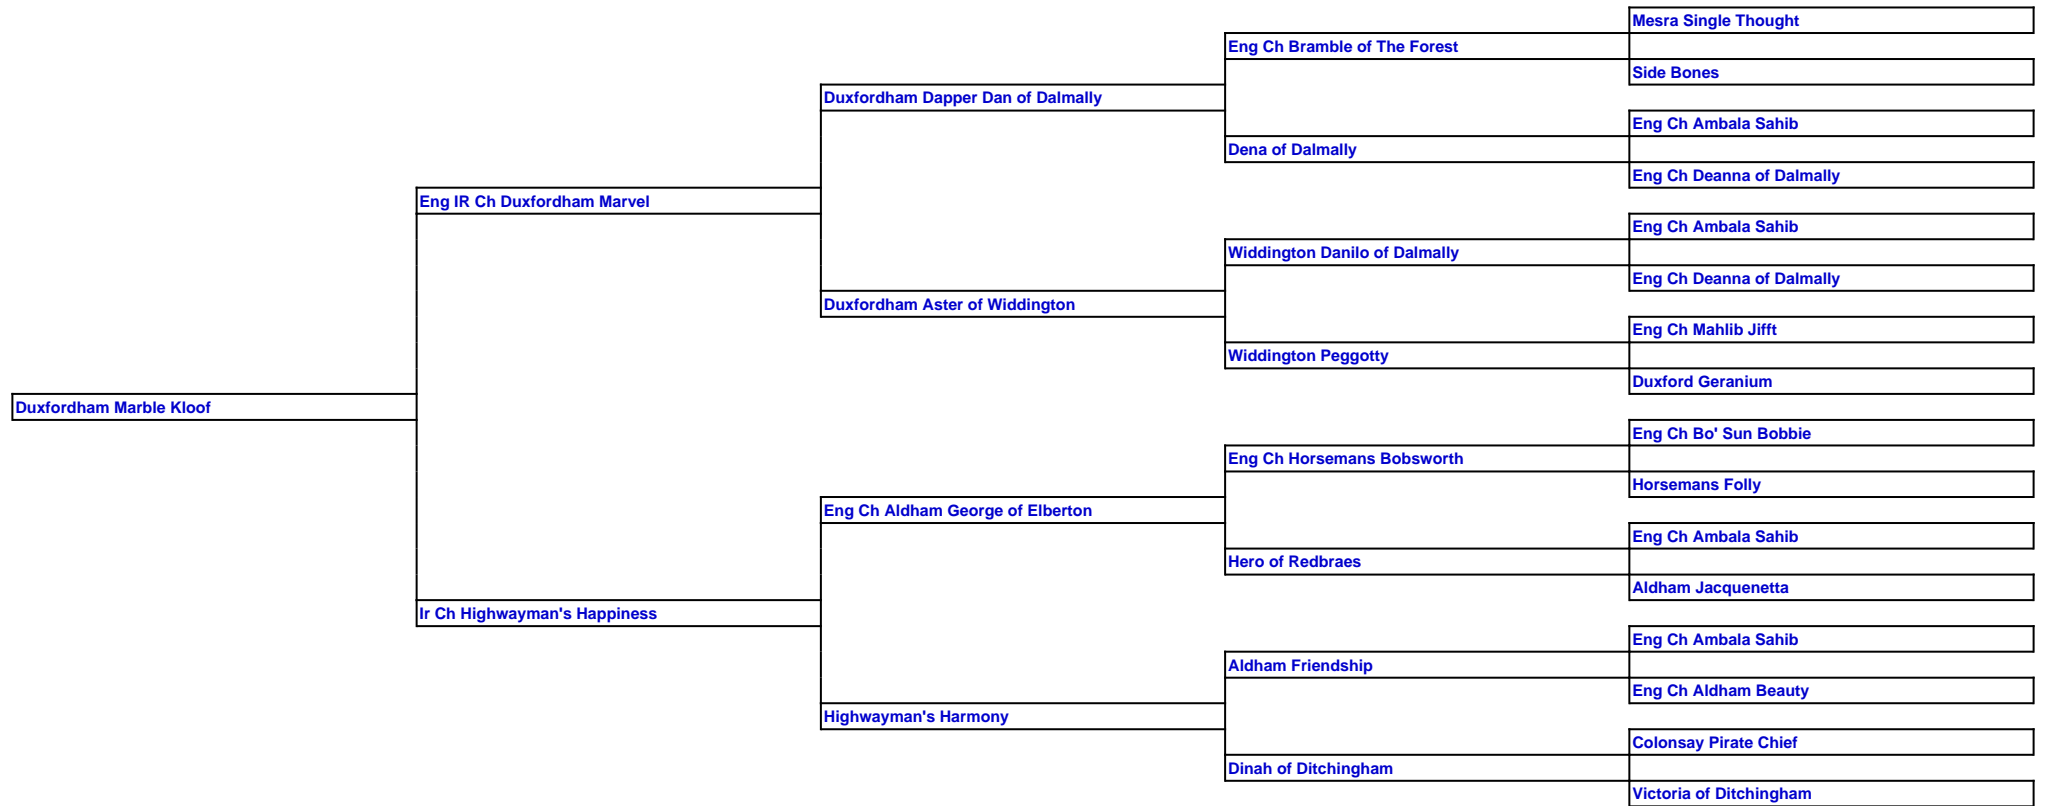 Mesra Single Thought
Eng Ch Bramble of The Forest
Side Bones
Duxfordham Dapper Dan of Dalmally
Eng Ch Ambala Sahib
Dena of Dalmally
Eng Ch Deanna of Dalmally
Eng IR Ch Duxfordham Marvel
Eng Ch Ambala Sahib
Widdington Danilo of Dalmally
Eng Ch Deanna of Dalmally
Duxfordham Aster of Widdington
Eng Ch Mahlib Jifft
Widdington Peggotty
Duxford Geranium
Duxfordham Marble Kloof
Eng Ch Bo' Sun Bobbie
Eng Ch Horsemans Bobsworth
Horsemans Folly
Eng Ch Aldham George of Elberton
Eng Ch Ambala Sahib
Hero of Redbraes
Aldham Jacquenetta
Ir Ch Highwayman's Happiness
Eng Ch Ambala Sahib
Aldham Friendship
Eng Ch Aldham Beauty
Highwayman's Harmony
Colonsay Pirate Chief
Dinah of Ditchingham
Victoria of Ditchingham